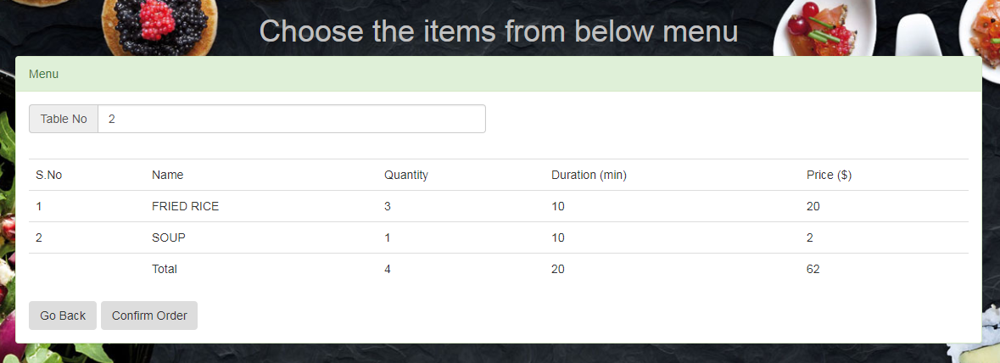 Choose the items from below menu
Menu
Table No 2
S.No Name Quantity Duration (min) Price ($)
1 FRIED RICE 3 10 20
2 SOUP 1 10 2
Total 4 20 62
Go Back Confirm Order